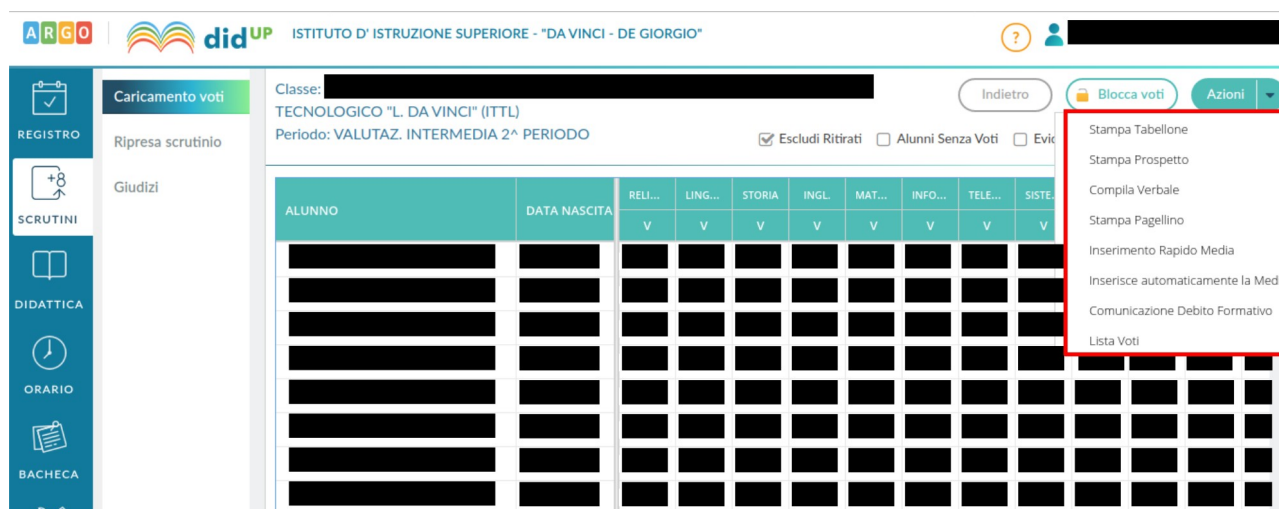 ARGO
didUP
ISTITUTO D' ISTRUZIONE SUPERIORE - "DA VINCI - DE GIORGIO"
?
REGISTRO
SCRUTINI
DIDATTICA
ORARIO
BACHECA
Caricamento voti
Ripresa scrutinio
Giudizi
Classe:
TECNOLOGICO "L. DA VINCI" (ITTL)
Periodo: VALUTAZ. INTERMEDIA 2^ PERIODO
Indietro
Blocca voti
Azioni
Escludi Ritirati
Alunni Senza Voti
Evic
Stampa Tabellone
Stampa Prospetto
Compila Verbale
Stampa Pagellino
Inserimento Rapido Media
Inserisce automaticamente la Med
Comunicazione Debito Formativo
Lista Voti
ALUNNO DATA NASCITA RELI... LING... STORIA INGL. MAT... INFO... TELE... SISTE.
V V V V V V V V